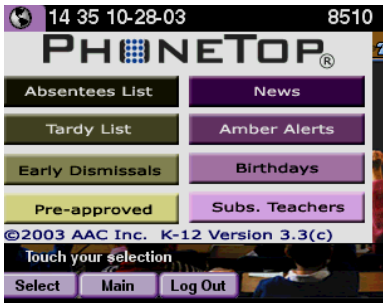 14 35 10-28-03 8510
PHONETOP®
Absentees List News
Tardy List Amber Alerts
Early Dismissals Birthdays
Pre-approved Subs. Teachers
©2003 AAC Inc. K-12 Version 3.3(c)
Touch your selection
Select Main Log Out